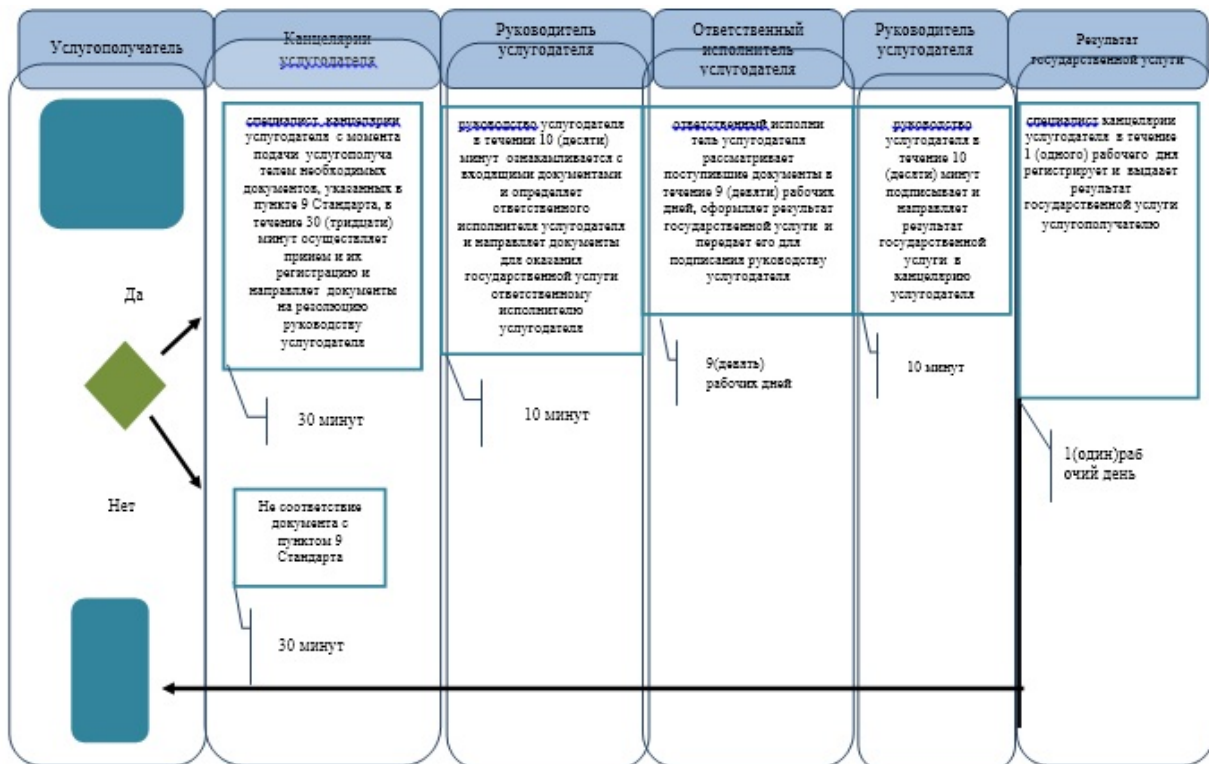 Услугополучатель
Канцелярии
услугодателя
Руководитель
услугодателя
Ответственный
исполнитель
услугодателя
Руководитель
услугодателя
Результат
государственной услуги
специалист канцелярии
услугодателя с момента
подачи услугополуча
телем необходимых
документов, указанных в
пункте 9 Стандарта, в
течение 30 (тридцати)
минут осуществляет
прием и их
регистрацию и
направляет документы
на резолюцию
руководству
услугодателя
руководство услугодателя
в течении 10 (десяти)
минут ознакамливается с
входящими документами
и определяет
ответственного
исполнителя услугодателя
и направляет документы
для оказания
государственной услуги
ответственному
исполнителю
услугодателя
ответственный исполни
тель услугодателя
рассматривает
поступившие документы в
течение 9 (девяти) рабочих
дней, оформляет результат
государственной услуги и
передает его для
подписания руководству
услугодателя
руководство
услугодателя в
течение 10
(десяти) минут
подписывает и
направляет
результат
государственной
услуги в
канцелярию
услугодателя
специалист канцелярии
услугодателя в течение
1 (одного) рабочего дня
регистрирует и выдает
результат
государственной услуги
услугополучателю
Да
30 минут
10 минут
9(девять)
рабочих дней
10 минут
1(один)раб
очий день
Нет
Не соответствие
документа с
пунктом 9
Стандарта
30 минут